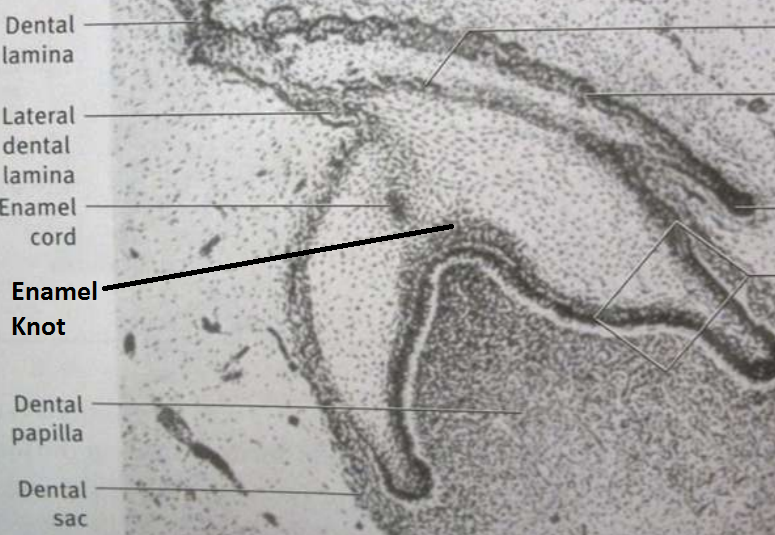 Dental
lamina
Lateral
dental
lamina
Enamel
cord
Enamel
Knot
Dental
papilla
Dental
sac